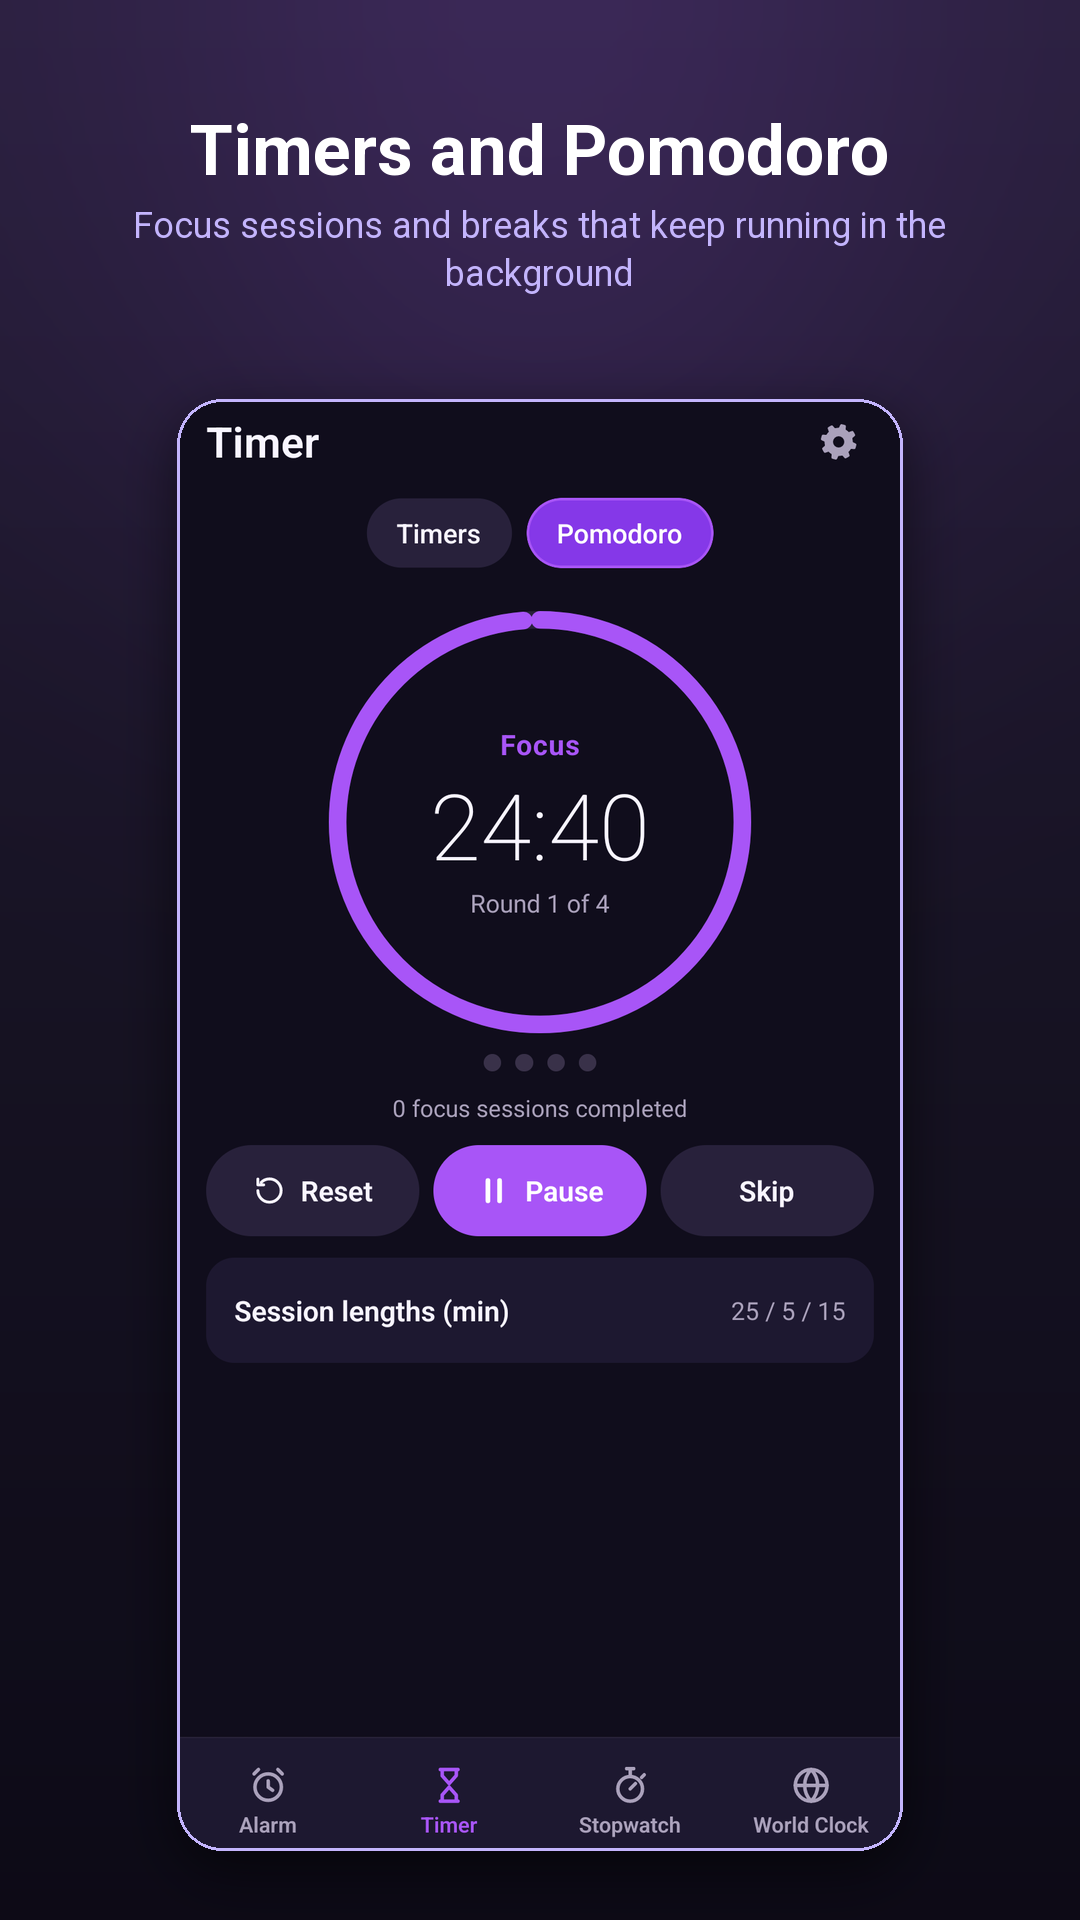 Timers and Pomodoro
Focus sessions and breaks that keep running in the
background
Timer
Timers
Pomodoro
Focus
24:40
Round 1 of 4
0 focus sessions completed
Reset
Pause
Skip
Session lengths (min)
25 / 5 / 15
Alarm
Timer
Stopwatch
World Clock